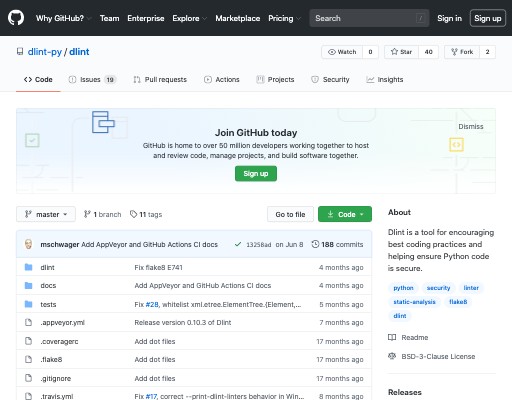 Why GitHub? Team Enterprise Explore Marketplace Pricing Search / Sign in Sign up
dlint-py / dlint Watch 0 Star 40 Fork 2
Code Issues 19 Pull requests Actions Projects Security Insights
Join GitHub today
Dismiss
GitHub is home to over 50 million developers working together to host
and review code, manage projects, and build software together.
Sign up
master 1 branch 11 tags Go to file Code
mschwager Add AppVeyor and GitHub Actions CI docs 13258ad on Jun 8 188 commits
dlint Fix flake8 E741 4 months ago
docs Add AppVeyor and GitHub Actions CI docs 4 months ago
tests Fix #28, whitelist xml.etree.ElementTree.{Element,... 5 months ago
.appveyor.yml Release version 0.10.3 of Dlint 7 months ago
.coveragerc Add dot files 17 months ago
.flake8 Add dot files 17 months ago
.gitignore Add dot files 17 months ago
.travis.yml Fix #17, correct --print-dlint-linters behavior in Win... 8 months ago
About
Dlint is a tool for encouraging
best coding practices and
helping ensure Python code
is secure.
python security linter
static-analysis flake8
dlint
Readme
BSD-3-Clause License
Releases